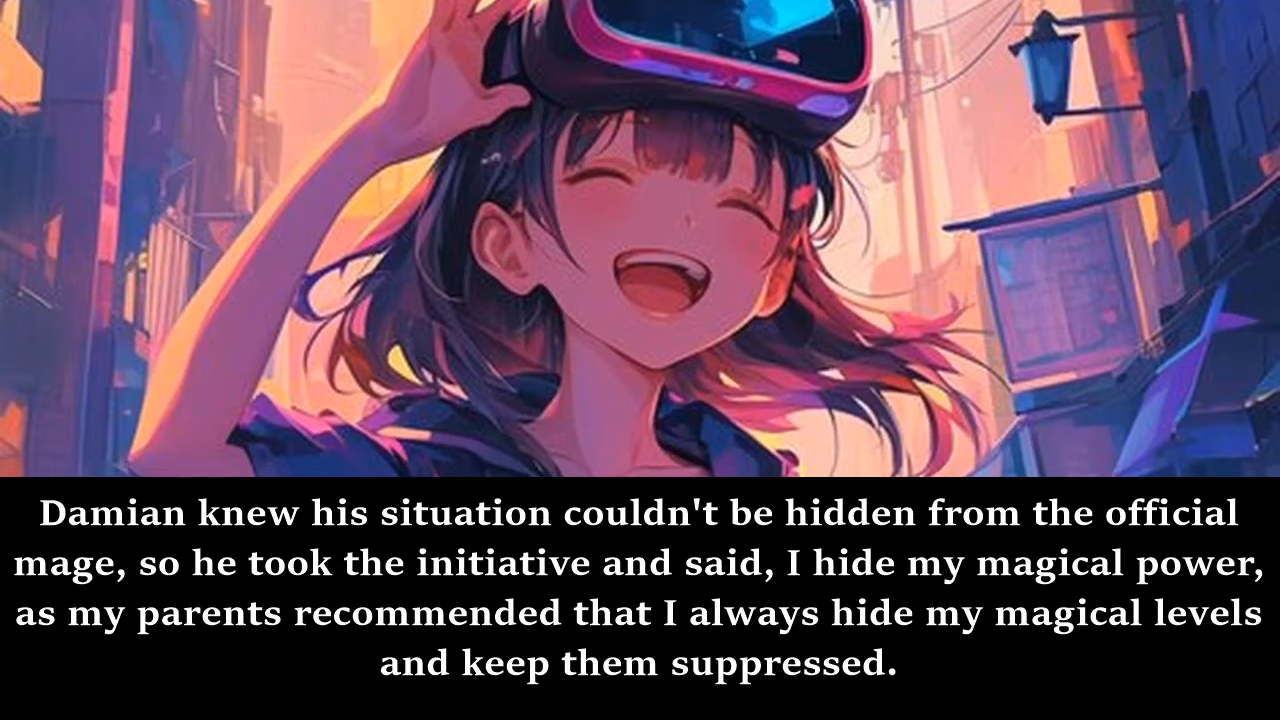 Damian knew his situation couldn't be hidden from the official
mage, so he took the initiative and said, I hide my magical power,
as my parents recommended that I always hide my magical levels
and keep them suppressed.